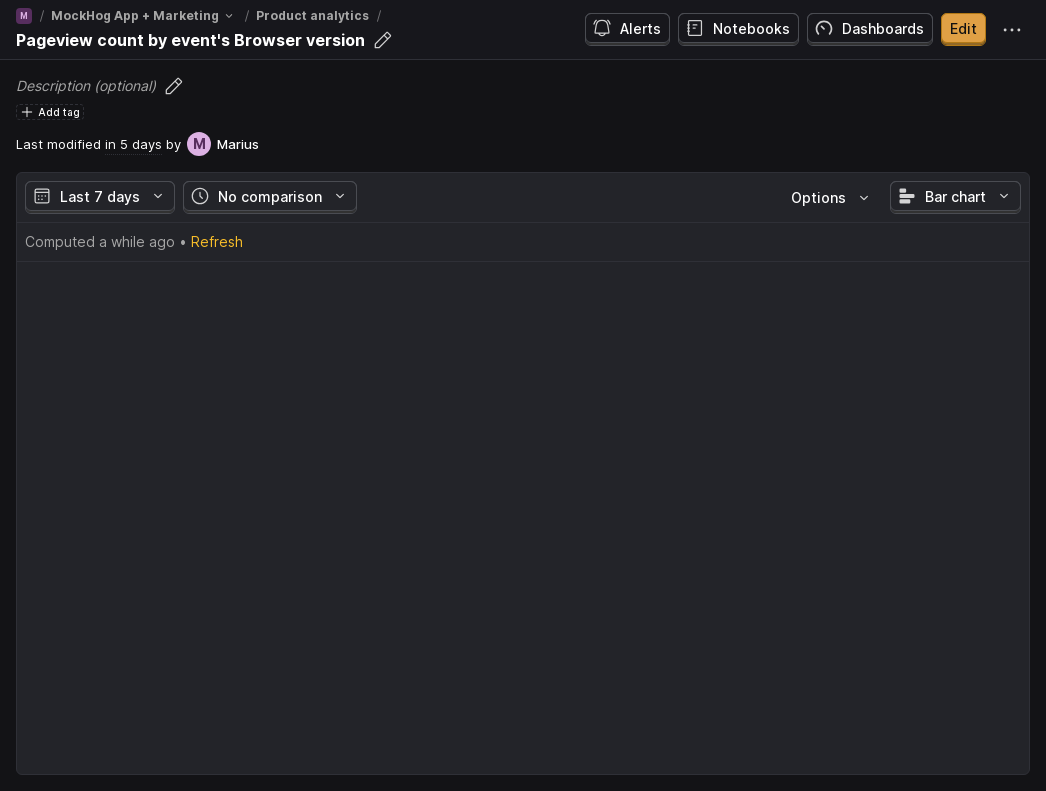 M / MockHog App + Marketing / Product analytics /
Pageview count by event's Browser version
Alerts
Notebooks
Dashboards
Edit
Description (optional)
Add tag
Last modified in 5 days by M Marius
Last 7 days
No comparison
Options
Bar chart
Computed a while ago • Refresh